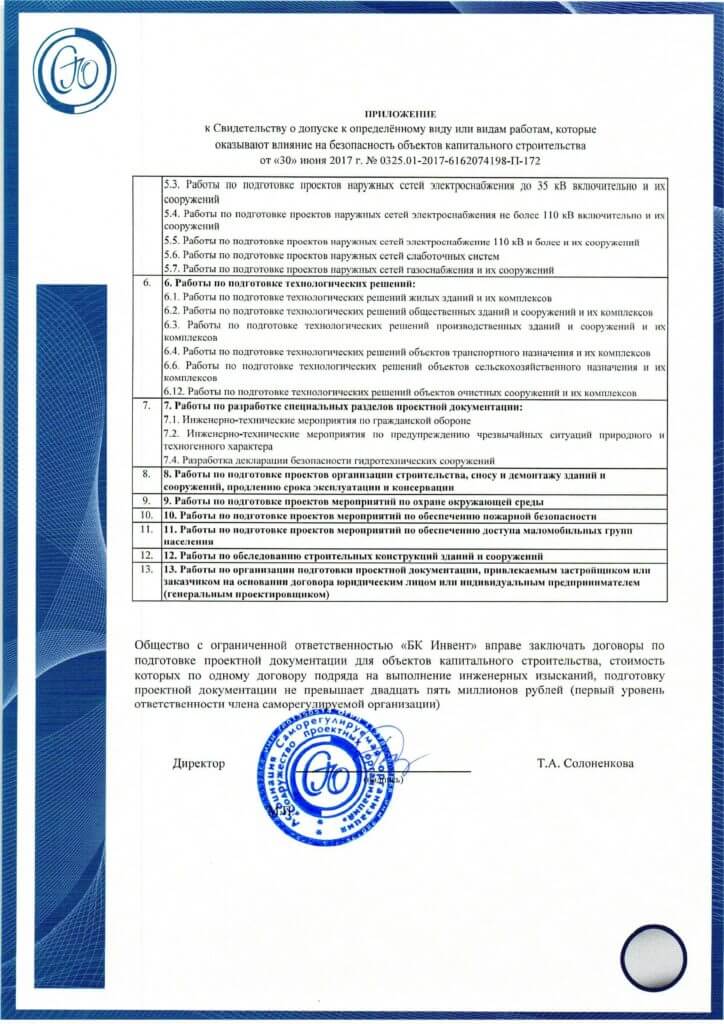 СПО
ПРИЛОЖЕНИЕ
к Свидетельству о допуске к определённому виду или видам работам, которые
оказывают влияние на безопасность объектов капитального строительства
от «30» июня 2017 г. № 0325.01-2017-6162074198-П-172
5.3. Работы по подготовке проектов наружных сетей электроснабжения до 35 кВ включительно и их
сооружений
5.4. Работы по подготовке проектов наружных сетей электроснабжения не более 110 кВ включительно и их
сооружений
5.5. Работы по подготовке проектов наружных сетей электроснабжение 110 кВ и более и их сооружений
5.6. Работы по подготовке проектов наружных сетей слаботочных систем
5.7. Работы по подготовке проектов наружных сетей газоснабжения и их сооружений
6. 6. Работы по подготовке технологических решений:
6.1. Работы по подготовке технологических решений жилых зданий и их комплексов
6.2. Работы по подготовке технологических решений общественных зданий и сооружений и их комплексов
6.3. Работы по подготовке технологических решений производственных зданий и сооружений и их
комплексов
6.4. Работы по подготовке технологических решений объектов транспортного назначения и их комплексов
6.6. Работы по подготовке технологических решений объектов сельскохозяйственного назначения и их
комплексов
6.12. Работы по подготовке технологических решений объектов очистных сооружений и их комплексов
7. 7. Работы по разработке специальных разделов проектной документации:
7.1. Инженерно-технические мероприятия по гражданской обороне
7.2. Инженерно-технические мероприятия по предупреждению чрезвычайных ситуаций природного и
техногенного характера
7.4. Разработка декларации безопасности гидротехнических сооружений
8. 8. Работы по подготовке проектов организации строительства, сносу и демонтажу зданий и
сооружений, продлению срока эксплуатации и консервации
9. 9. Работы по подготовке проектов мероприятий по охране окружающей среды
10. 10. Работы по подготовке проектов мероприятий по обеспечению пожарной безопасности
11. 11. Работы по подготовке проектов мероприятий по обеспечению доступа маломобильных групп
населения
12. 12. Работы по обследованию строительных конструкций зданий и сооружений
13. 13. Работы по организации подготовки проектной документации, привлекаемым застройщиком или
заказчиком на основании договора юридическим лицом или индивидуальным предпринимателем
(генеральным проектировщиком)
Общество с ограниченной ответственностью «БК Инвент» вправе заключать договоры по
подготовке проектной документации для объектов капитального строительства, стоимость
которых по одному договору подряда на выполнение инженерных изысканий, подготовку
проектной документации не превышает двадцать пять миллионов рублей (первый уровень
ответственности члена саморегулируемой организации)
Директор
(подпись)
Т.А. Солоненкова
Ассоциация Саморегулируемая организация
«Содружество проектных организаций»
СПО
М.П.